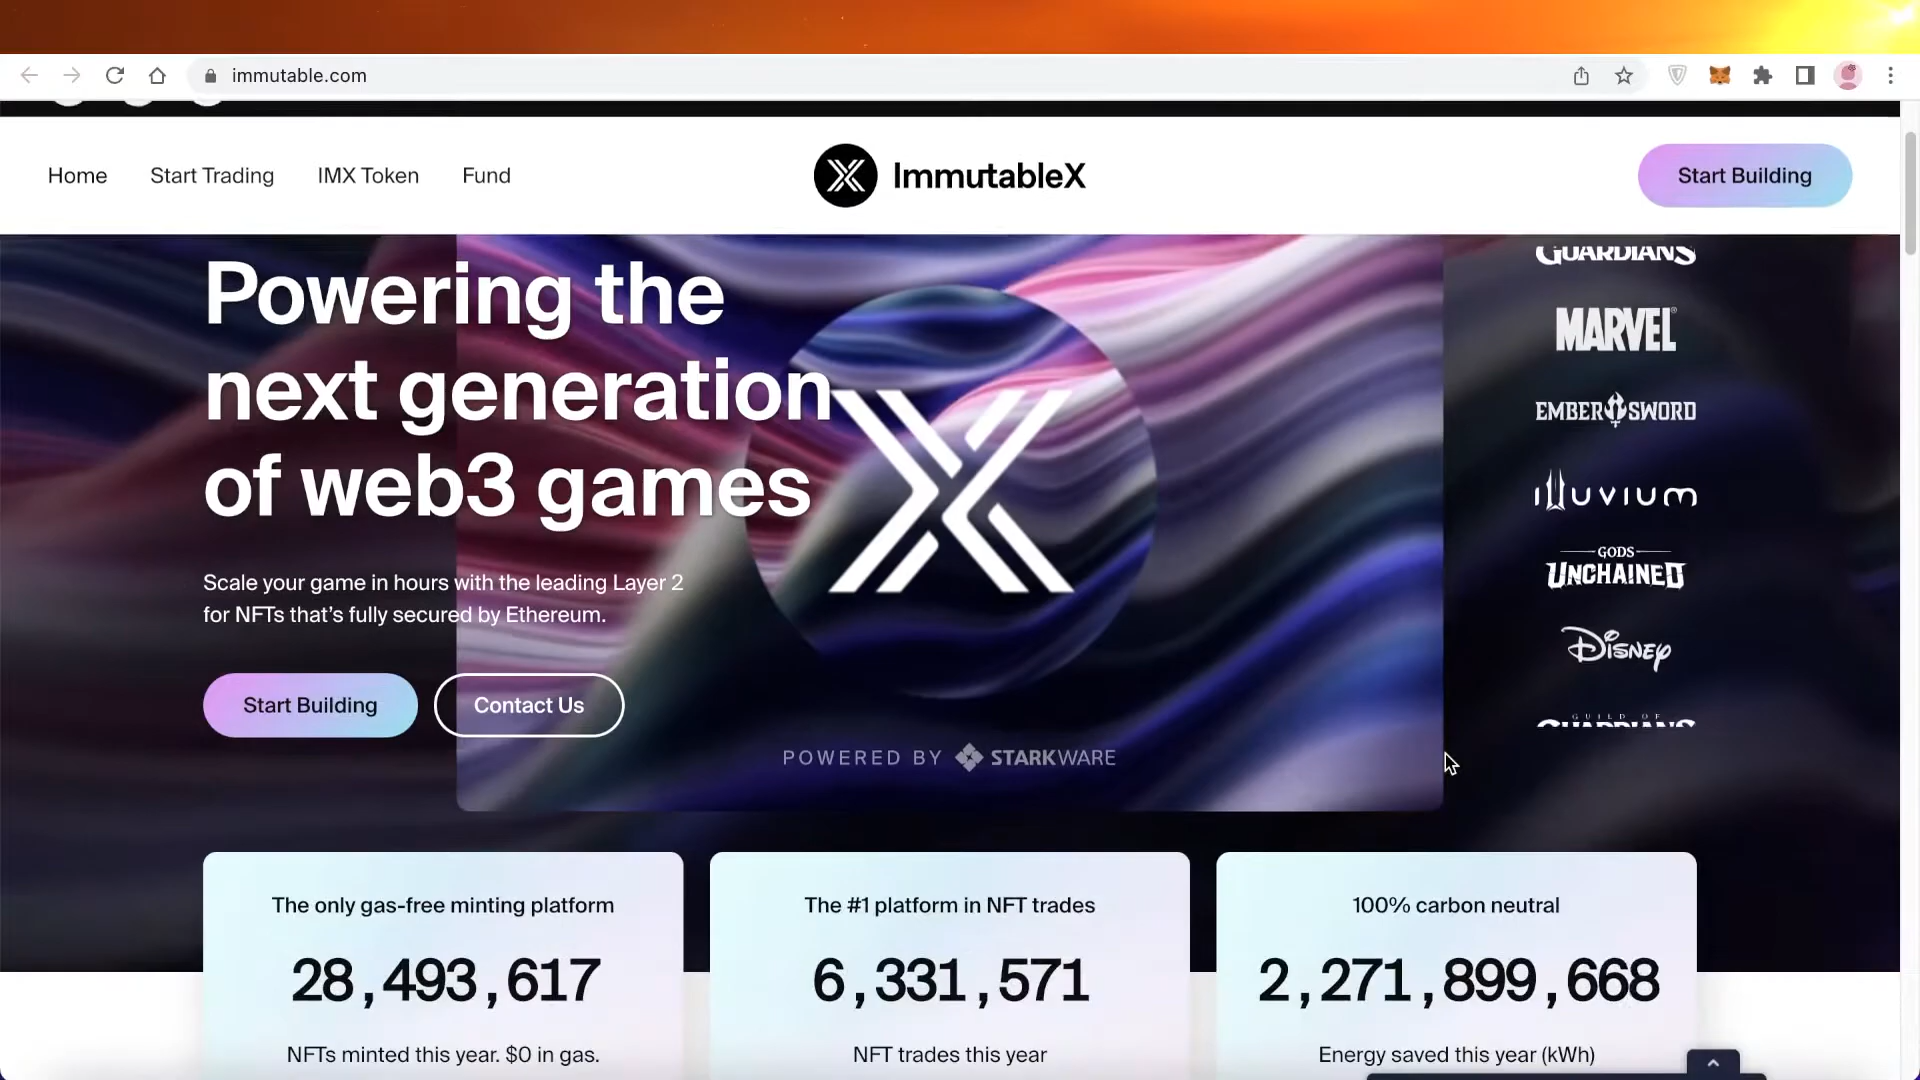 immutable.com
Home
Start Trading
IMX Token
Fund
ImmutableX
Start Building
Powering the
next generation
of web3 games
Scale your game in hours with the leading Layer 2
for NFTs that’s fully secured by Ethereum.
Start Building
Contact Us
POWERED BY STARKWARE
GUARDIANS
MARVEL
EMBER SWORD
ILLUVIUM
GODS
UNCHAINED
Disney
GUILD OF
GUARDIANS
The only gas-free minting platform
28,493,617
NFTs minted this year. $0 in gas.
The #1 platform in NFT trades
6,331,571
NFT trades this year
100% carbon neutral
2,271,899,668
Energy saved this year (kWh)